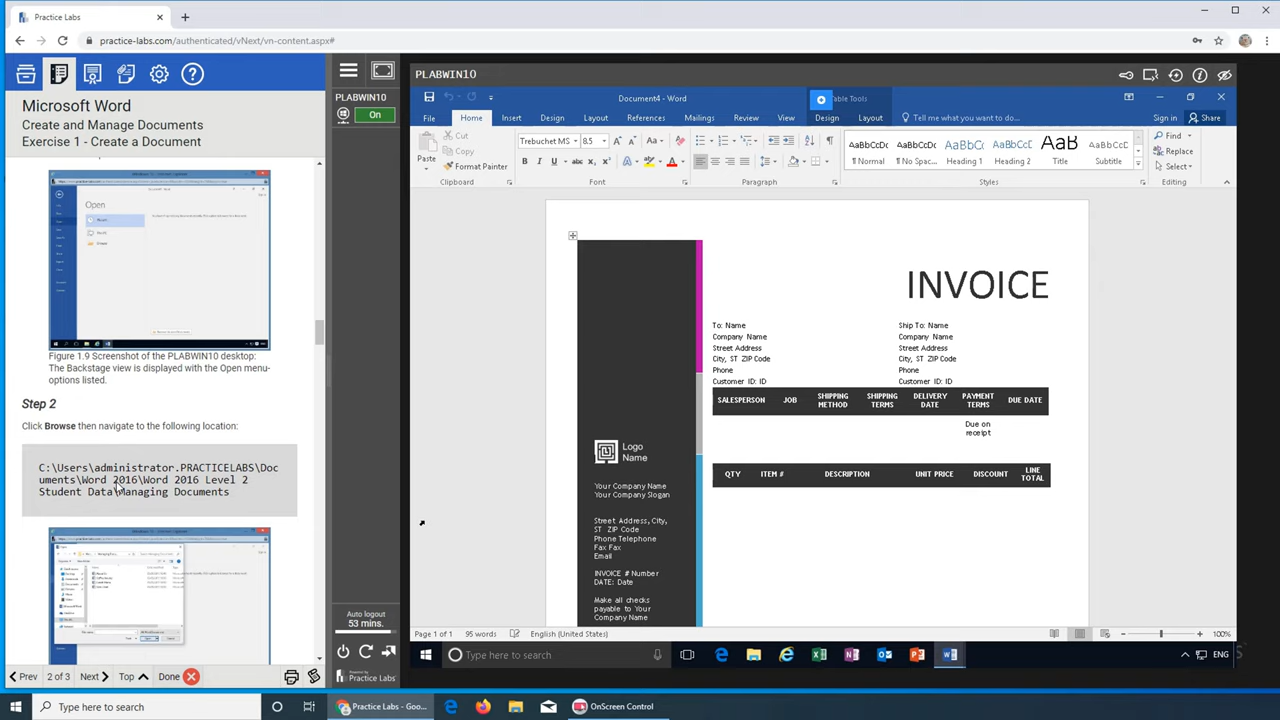 Practice Labs
practice-labs.com/authenticated/vNext/vn-content.aspx#
Microsoft Word
Create and Manage Documents
Exercise 1 - Create a Document
Open
Figure 1.9 Screenshot of the PLABWIN10 desktop:
The Backstage view is displayed with the Open menu-
options listed.
Step 2
Click Browse then navigate to the following location:
C:\Users\administrator.PRACTICELABS\Doc
uments\Word 2016\Word 2016 Level 2
Student Data\Managing Documents
Prev 2 of 3 Next Top Done
PLABWIN10
On
Auto logout
53 mins.
Powered by
Practice Labs
PLABWIN10
Document4 - Word
Table Tools
File Home Insert Design Layout References Mailings Review View Design Layout Tell me what you want to do... Sign in Share
Paste
Cut
Copy
Format Painter
Clipboard
Trebuchet MS 8.5
Font
Paragraph
AaBbCcDc AaBbCcDc AaBbCc AaBbCcDc AaB AaBbCcDc
¶ Normal ¶ No Spac... Heading 1 Heading 2 Title Subtitle
Styles
Find
Replace
Select
Editing
INVOICE
To: Name
Company Name
Street Address
City, ST ZIP Code
Phone
Customer ID: ID
Ship To: Name
Company Name
Street Address
City, ST ZIP Code
Phone
Customer ID: ID
SALESPERSON JOB SHIPPING METHOD SHIPPING TERMS DELIVERY DATE PAYMENT TERMS DUE DATE
Due on
receipt
QTY ITEM # DESCRIPTION UNIT PRICE DISCOUNT LINE TOTAL
Logo
Name
Your Company Name
Your Company Slogan
Street Address, City,
ST ZIP Code
Phone Telephone
Fax Fax
Email
INVOICE # Number
DATE: Date
Make all checks
payable to Your
Company Name
Page 1 of 1 95 words English (United States) 100%
Type here to search
ENG
Type here to search
Practice Labs - Goo...
OnScreen Control